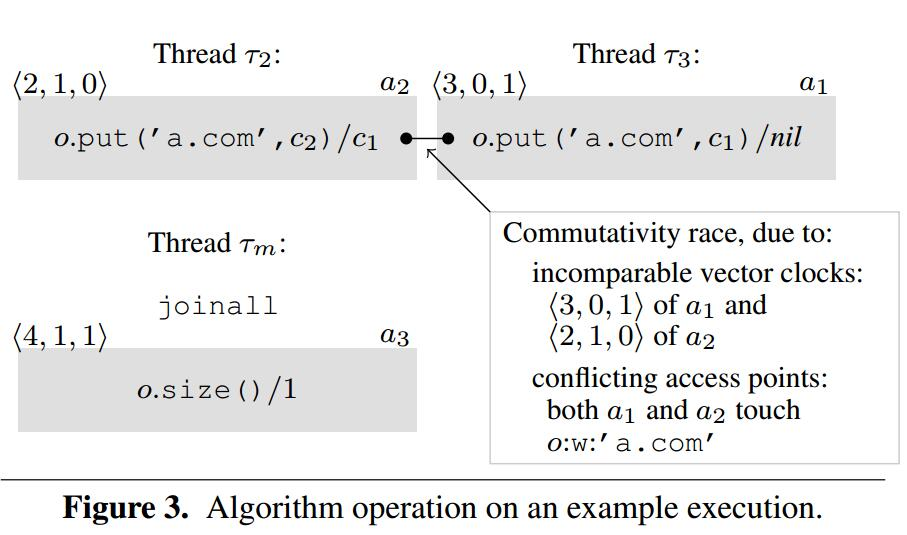 Thread τ₂:
⟨2, 1, 0⟩ a₂
o.put('a.com',c₂)/c₁
Thread τ₃:
⟨3, 0, 1⟩ a₁
o.put('a.com',c₁)/nil
Thread τₘ:
joinall
⟨4, 1, 1⟩ a₃
o.size()/1
Commutativity race, due to:
incomparable vector clocks:
⟨3, 0, 1⟩ of a₁ and
⟨2, 1, 0⟩ of a₂
conflicting access points:
both a₁ and a₂ touch
o:w:'a.com'
Figure 3. Algorithm operation on an example execution.